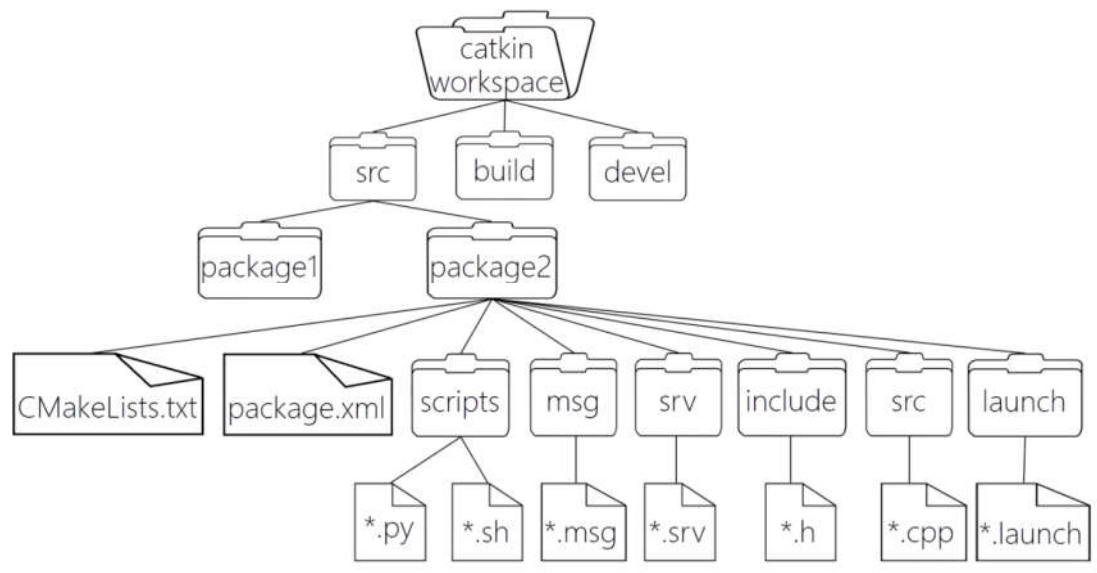 catkin
workspace
src
build
devel
package1
package2
CMakeLists.txt
package.xml
scripts
msg
srv
include
src
launch
*.py
*.sh
*.msg
*.srv
*.h
*.cpp
*.launch